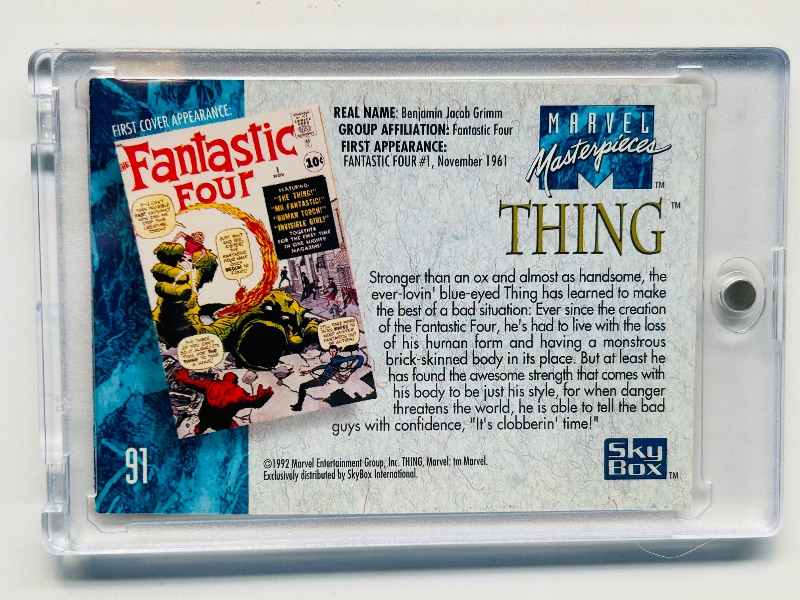 FIRST COVER APPEARANCE:
THE
Fantastic
FOUR
10¢
1
NOV.
FEATURING:
"THE THING!"
"MR. FANTASTIC!"
"HUMAN TORCH!"
"INVISIBLE GIRL!"
TOGETHER
FOR THE FIRST TIME
IN ONE MIGHTY
MAGAZINE!
REAL NAME: Benjamin Jacob Grimm
GROUP AFFILIATION: Fantastic Four
FIRST APPEARANCE:
FANTASTIC FOUR #1, November 1961
MARVEL
Masterpieces
TM
THING TM
Stronger than an ox and almost as handsome, the
ever-lovin' blue-eyed Thing has learned to make
the best of a bad situation: Ever since the creation
of the Fantastic Four, he's had to live with the loss
of his human form and having a monstrous
brick-skinned body in its place. But at least he
has found the awesome strength that comes with
his body to be just his style, for when danger
threatens the world, he is able to tell the bad
guys with confidence, "It's clobberin' time!"
91
©1992 Marvel Entertainment Group, Inc. THING, Marvel: tm Marvel.
Exclusively distributed by SkyBox International.
SKY
BOX TM